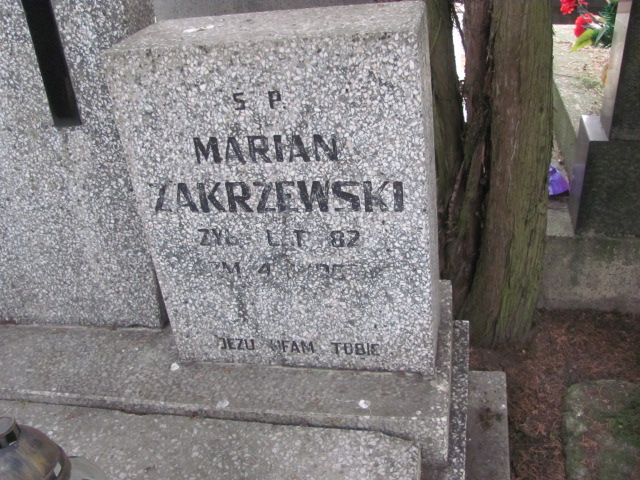 Ś. P.
MARIAN
ZAKRZEWSKI
ŻYŁ LAT 82
ZM 4
JEZU UFAM TOBIE